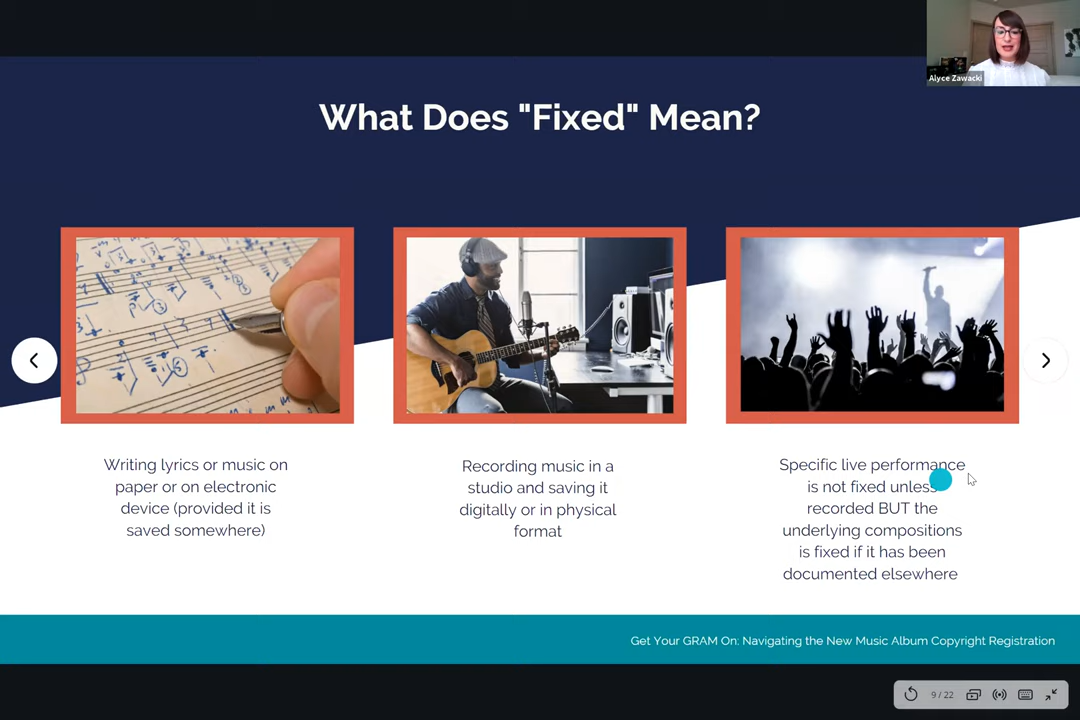 Alyce Zawacki
What Does "Fixed" Mean?
Writing lyrics or music on
paper or on electronic
device (provided it is
saved somewhere)
Recording music in a
studio and saving it
digitally or in physical
format
Specific live performance
is not fixed unless
recorded BUT the
underlying compositions
is fixed if it has been
documented elsewhere
Get Your GRAM On: Navigating the New Music Album Copyright Registration
9 / 22